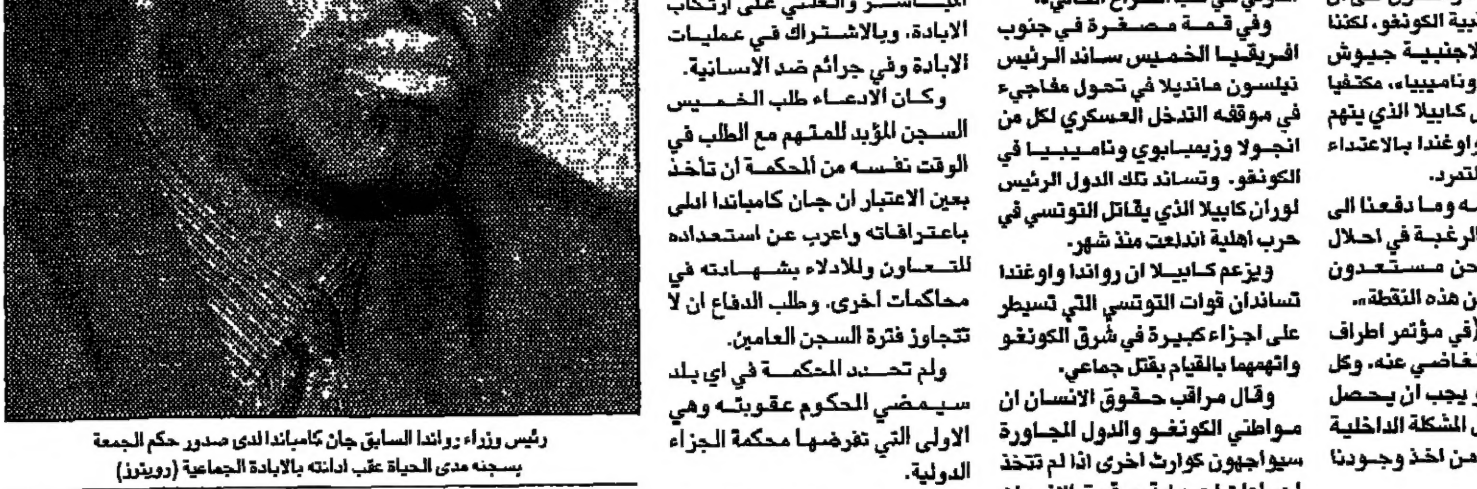 وفي قمة مصغرة في جنوب
افريقيا الخميس ساند الرئيس
نيلسون مانديلا في تحول مفاجيء
في موقفه التدخل العسكري لكل من
انجولا وزيمبابوي وناميبيا في
الكونغو. وتساند تلك الدول الرئيس
لوران كابيلا الذي يقاتل التوتسي في
حرب اهلية اندلعت منذ شهر.
ويزعم كابيلا ان رواندا واوغندا
تساندان قوات التوتسي التي تسيطر
على اجزاء كبيرة في شرق الكونغو
واتهمهما بالقيام بقتل جماعي.
وقال مراقب حقوق الانسان ان
مواطني الكونغو والدول المجاورة
سيواجهون كوارث اخرى اذا لم تتخذ
المباشر والعلني على ارتكاب
الابادة، وبالاشتراك في عمليات
الابادة وفي جرائم ضد الانسانية.
وكان الادعاء طلب الخميس
السجن المؤبد للمتهم مع الطلب في
الوقت نفسه من المحكمة ان تاخذ
بعين الاعتبار ان جان كامباندا ادلى
باعترافاته واعرب عن استعداده
للتعاون وللادلاء بشهادته في
محاكمات اخرى. وطلب الدفاع ان لا
تتجاوز فترة السجن العامين.
ولم تحدد المحكمة في اي بلد
سيمضي المحكوم عقوبته وهي
الاولى التي تفرضها محكمة الجزاء
الدولية.
ية الكونغو، لكننا
لاجنبية جيوش
وناميبيا»، مكتفيا
كابيلا الذي يتهم
واوغندا بالاعتداء
لتمرد.
ه وما دفعنا الى
الرغبة في احلال
حن مستعدون
ن هذه النقطة».
(في مؤتمر اطراف
تغاضي عنه. وكل
و يجب ان يحصل
ل المشكلة الداخلية
من اخذ وجودنا
رئيس وزراء رواندا السابق جان كامباندا لدى صدور حكم الجمعة
بسجنه مدى الحياة عقب ادانته بالابادة الجماعية (رويترز)